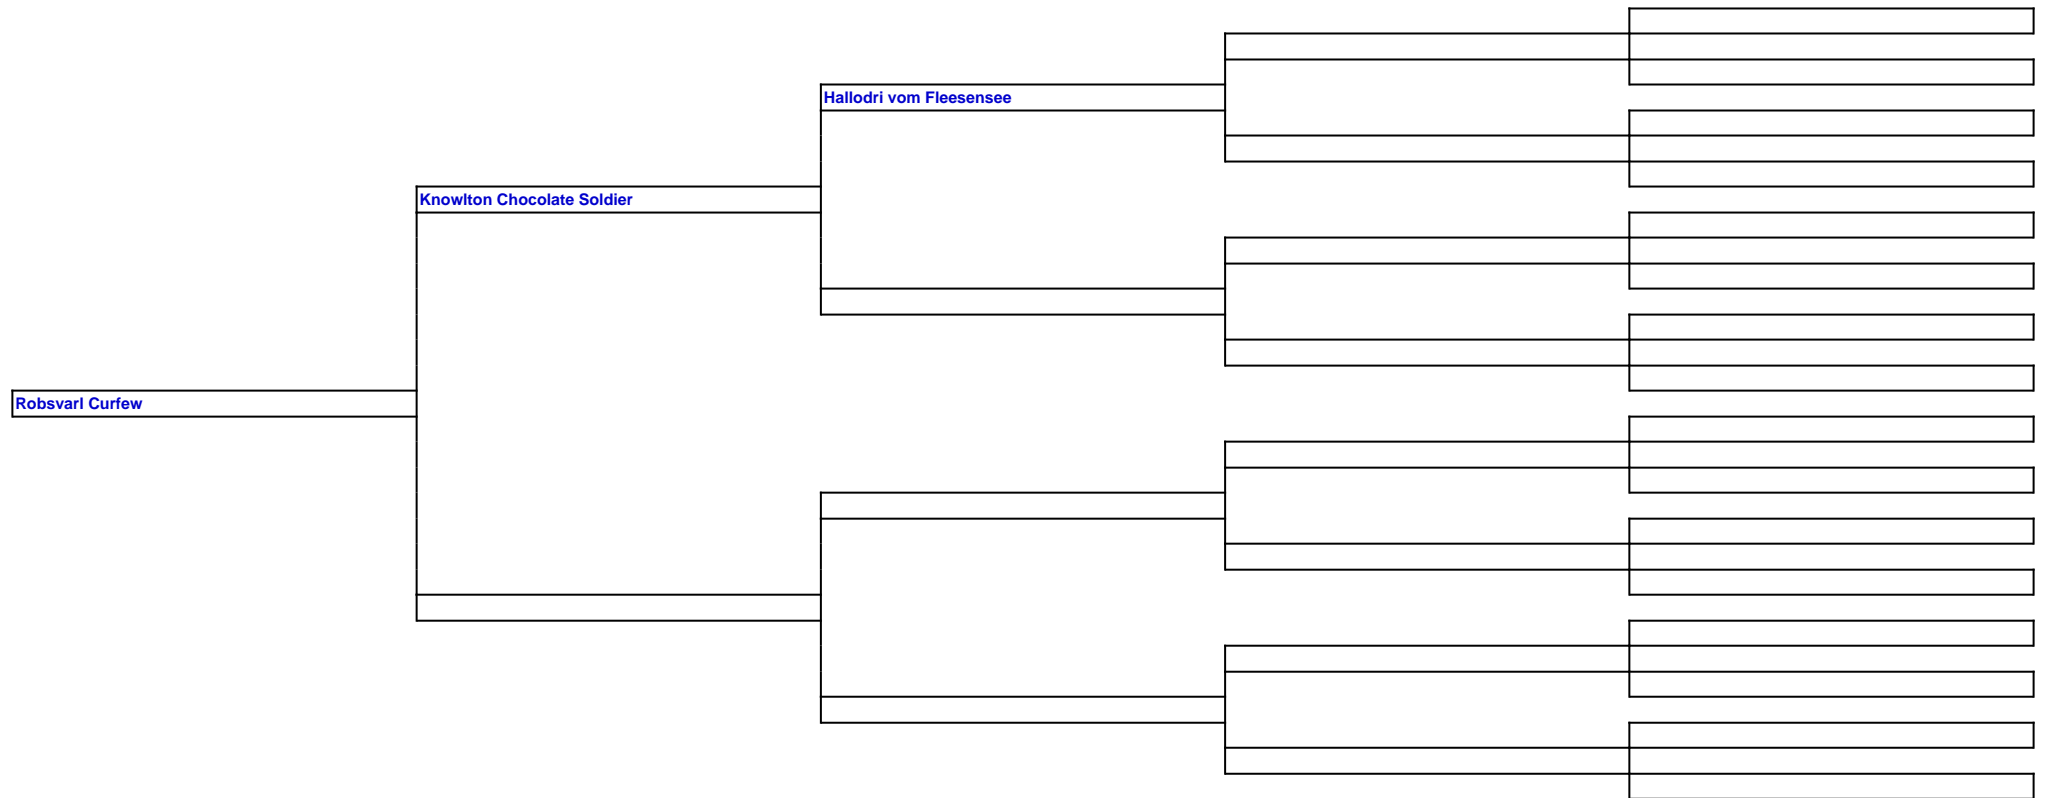 Hallodri vom Fleesensee
Knowlton Chocolate Soldier
Robsvarl Curfew